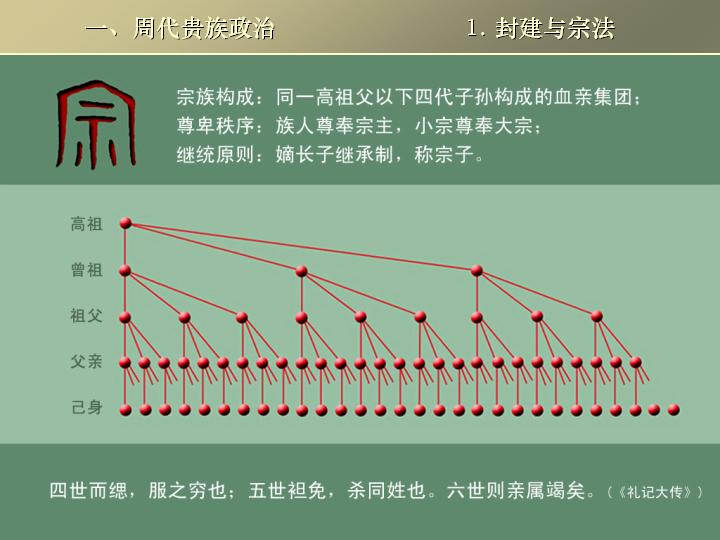 一、周代贵族政治 1. 封建与宗法
宗
宗族构成：同一高祖父以下四代子孙构成的血亲集团；
尊卑秩序：族人尊奉宗主，小宗尊奉大宗；
继统原则：嫡长子继承制，称宗子。
高祖
曾祖
祖父
父亲
己身
四世而缌，服之穷也；五世袒免，杀同姓也。六世则亲属竭矣。（《礼记大传》）